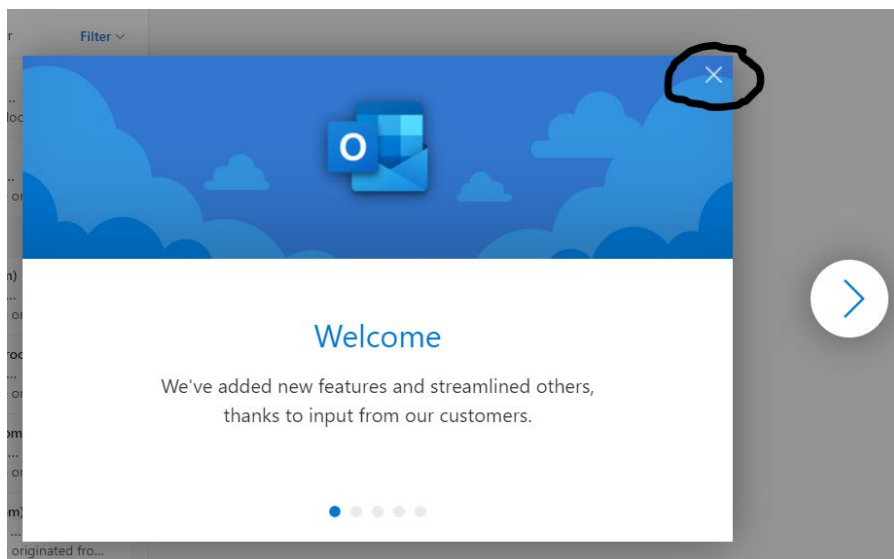 Filter
O
Welcome
We've added new features and streamlined others,
thanks to input from our customers.
originated fro...